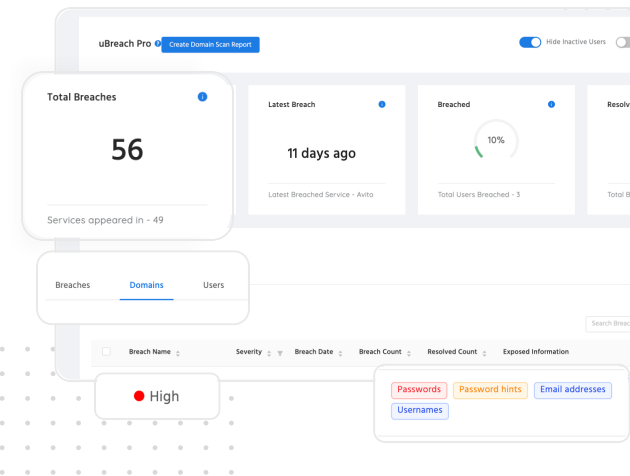 uBreach Pro
Create Domain Scan Report
Hide Inactive Users
Total Breaches
56
Services appeared in - 49
Latest Breach
11 days ago
Latest Breached Service - Avito
Breached
10%
Total Users Breached - 3
Breaches
Domains
Users
Breach Name
Severity
Breach Date
Breach Count
Resolved Count
Exposed Information
High
Passwords
Password hints
Email addresses
Usernames